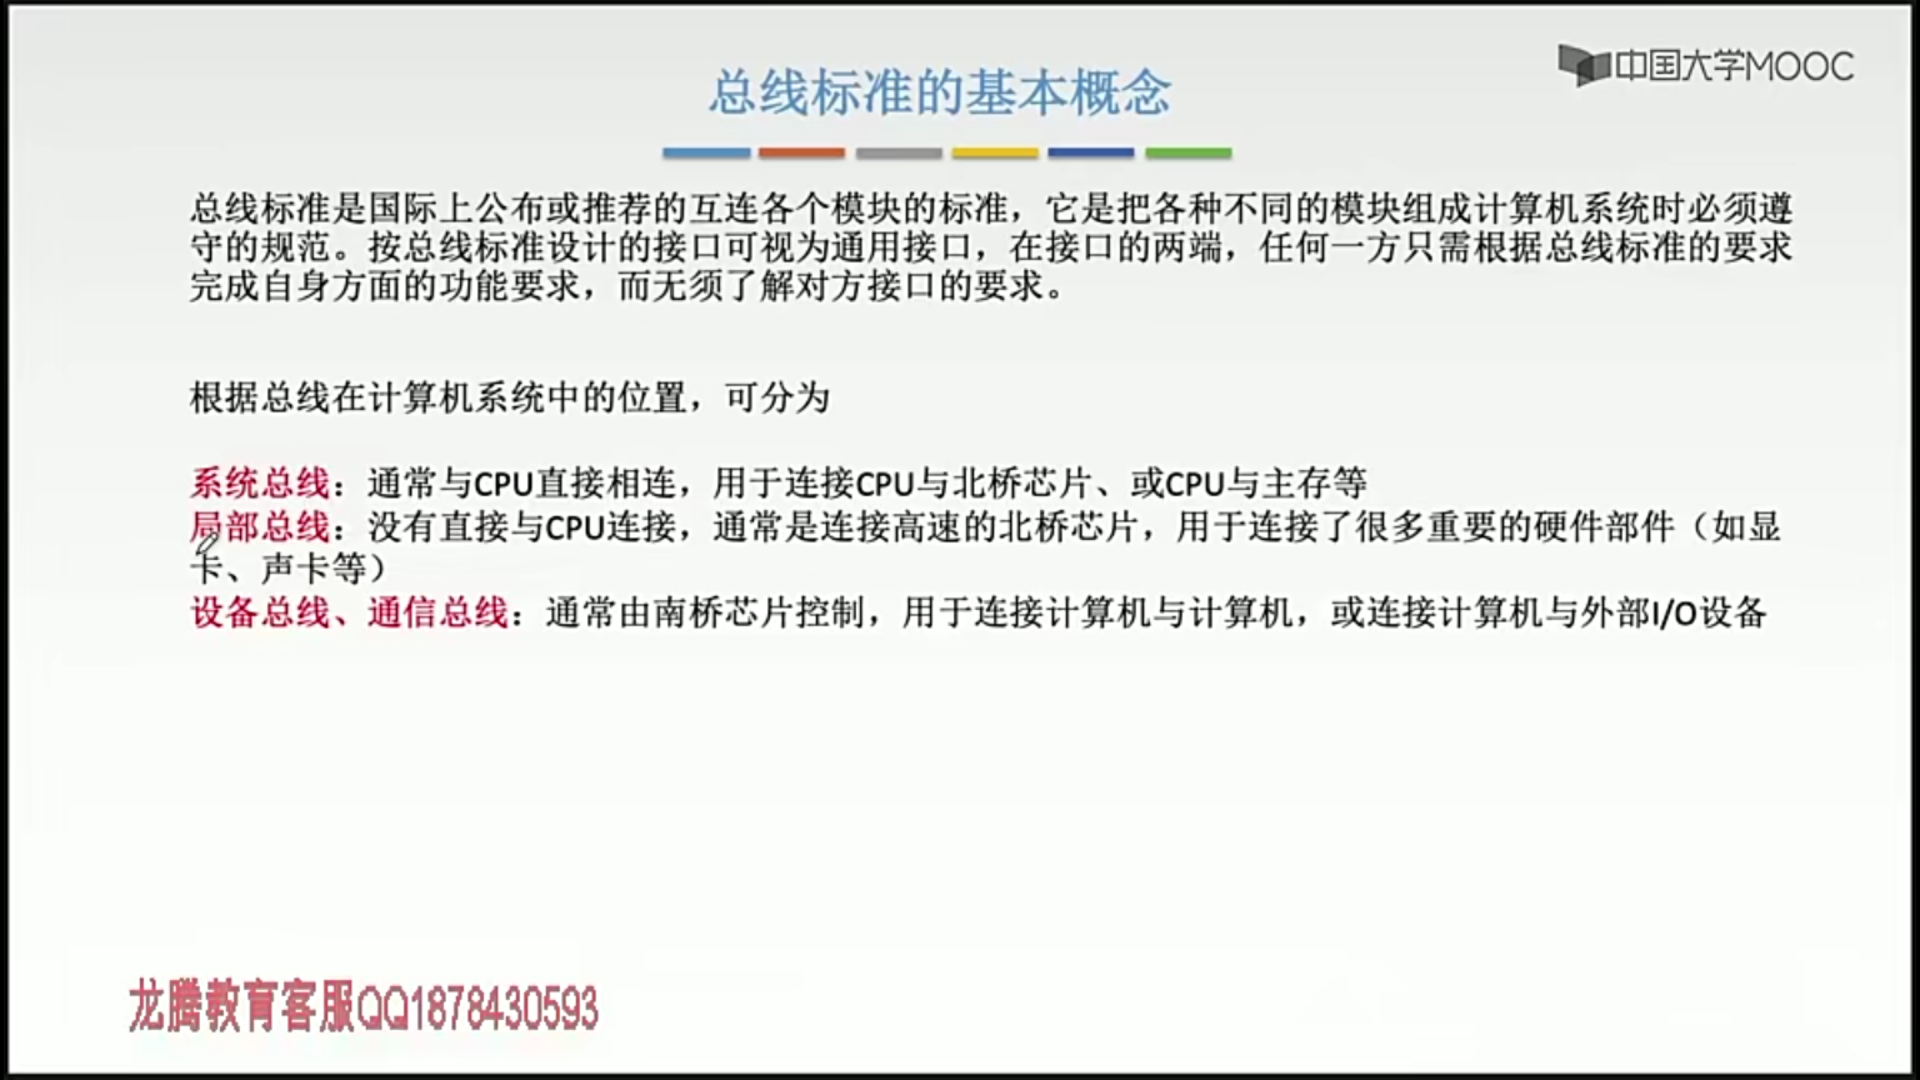 中国大学MOOC
总线标准的基本概念
总线标准是国际上公布或推荐的互连各个模块的标准，它是把各种不同的模块组成计算机系统时必须遵
守的规范。按总线标准设计的接口可视为通用接口，在接口的两端，任何一方只需根据总线标准的要求
完成自身方面的功能要求，而无须了解对方接口的要求。
根据总线在计算机系统中的位置，可分为
系统总线：通常与CPU直接相连，用于连接CPU与北桥芯片、或CPU与主存等
局部总线：没有直接与CPU连接，通常是连接高速的北桥芯片，用于连接了很多重要的硬件部件（如显
卡、声卡等）
设备总线、通信总线：通常由南桥芯片控制，用于连接计算机与计算机，或连接计算机与外部I/O设备
龙腾教育客服QQ1878430593